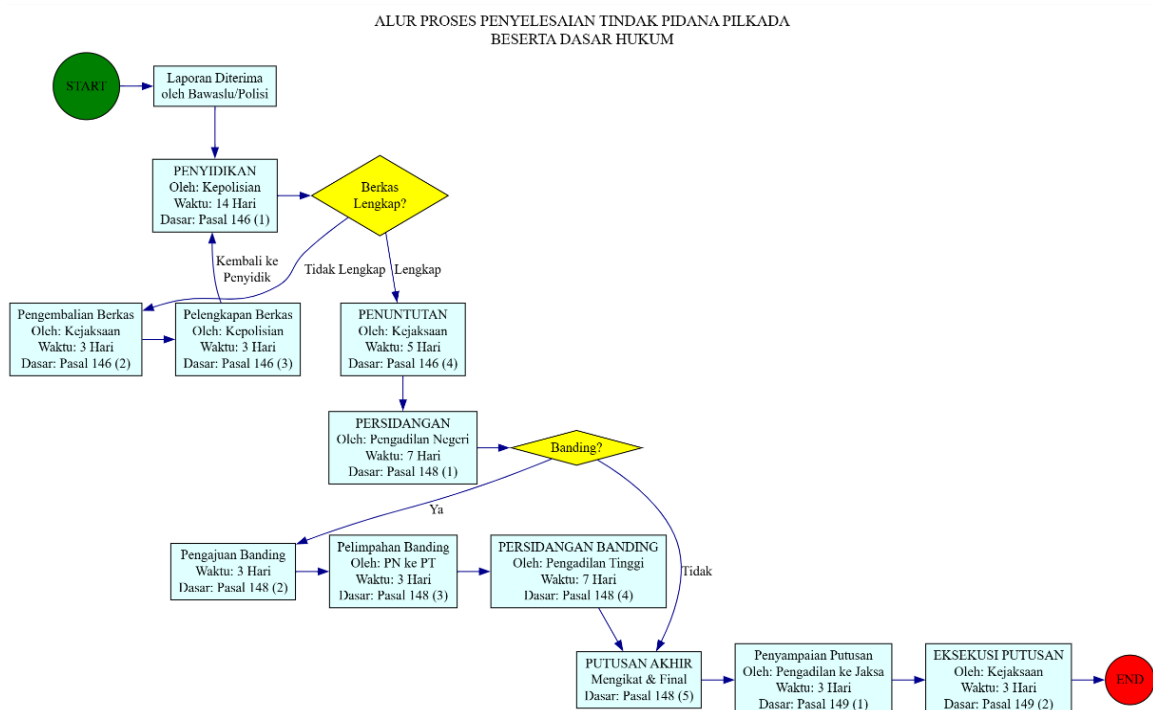 ALUR PROSES PENYELESAIAN TINDAK PIDANA PILKADA
BESERTA DASAR HUKUM
START
Laporan Diterima
oleh Bawaslu/Polisi
PENYIDIKAN
Oleh: Kepolisian
Waktu: 14 Hari
Dasar: Pasal 146 (1)
Berkas
Lengkap?
Kembali ke
Penyidik
Tidak Lengkap
Lengkap
Pengembalian Berkas
Oleh: Kejaksaan
Waktu: 3 Hari
Dasar: Pasal 146 (2)
Pelengkapan Berkas
Oleh: Kepolisian
Waktu: 3 Hari
Dasar: Pasal 146 (3)
PENUNTUTAN
Oleh: Kejaksaan
Waktu: 5 Hari
Dasar: Pasal 146 (4)
PERSIDANGAN
Oleh: Pengadilan Negeri
Waktu: 7 Hari
Dasar: Pasal 148 (1)
Banding?
Ya
Tidak
Pengajuan Banding
Waktu: 3 Hari
Dasar: Pasal 148 (2)
Pelimpahan Banding
Oleh: PN ke PT
Waktu: 3 Hari
Dasar: Pasal 148 (3)
PERSIDANGAN BANDING
Oleh: Pengadilan Tinggi
Waktu: 7 Hari
Dasar: Pasal 148 (4)
PUTUSAN AKHIR
Mengikat & Final
Dasar: Pasal 148 (5)
Penyampaian Putusan
Oleh: Pengadilan ke Jaksa
Waktu: 3 Hari
Dasar: Pasal 149 (1)
EKSEKUSI PUTUSAN
Oleh: Kejaksaan
Waktu: 3 Hari
Dasar: Pasal 149 (2)
END